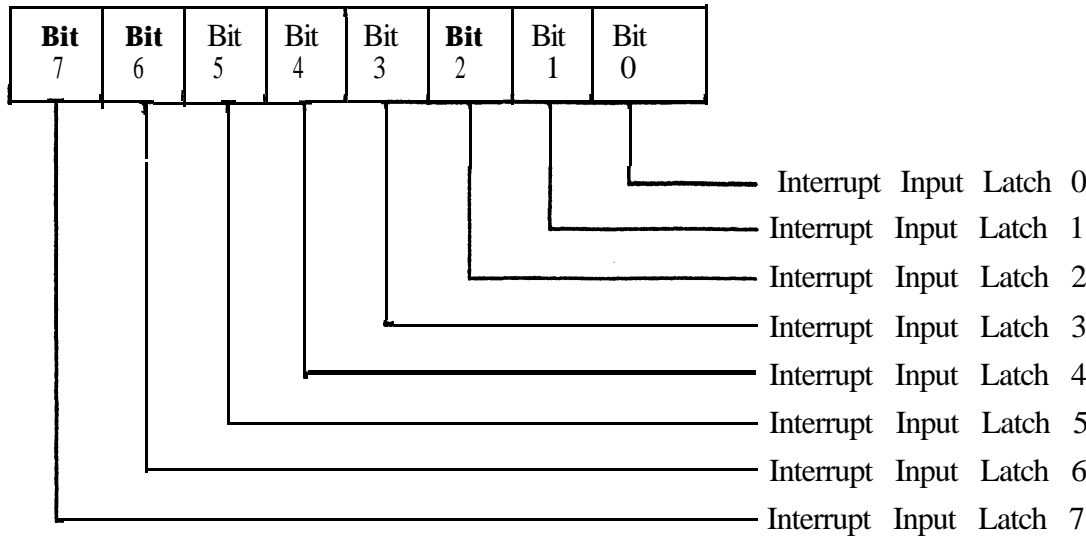 Bit Bit Bit Bit Bit Bit Bit Bit
7 6 5 4 3 2 1 0
Interrupt Input Latch 0
Interrupt Input Latch 1
Interrupt Input Latch 2
Interrupt Input Latch 3
Interrupt Input Latch 4
Interrupt Input Latch 5
Interrupt Input Latch 6
Interrupt Input Latch 7